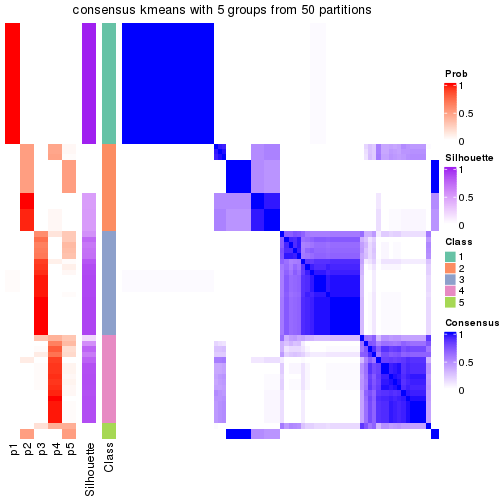 consensus kmeans with 5 groups from 50 partitions
p1
p2
p3
p4
p5
Silhouette
Class
Prob
1
0.5
0
Silhouette
1
0.5
0
Class
1
2
3
4
5
Consensus
1
0.5
0